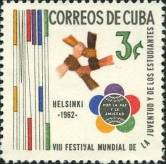 CORREOS DE CUBA
3¢
HELSINKI
-1962-
POR LA PAZ
Y LA
AMISTAD
VIII FESTIVAL MUNDIAL DE
LA JUVENTUD Y DE LOS ESTUDIANTES